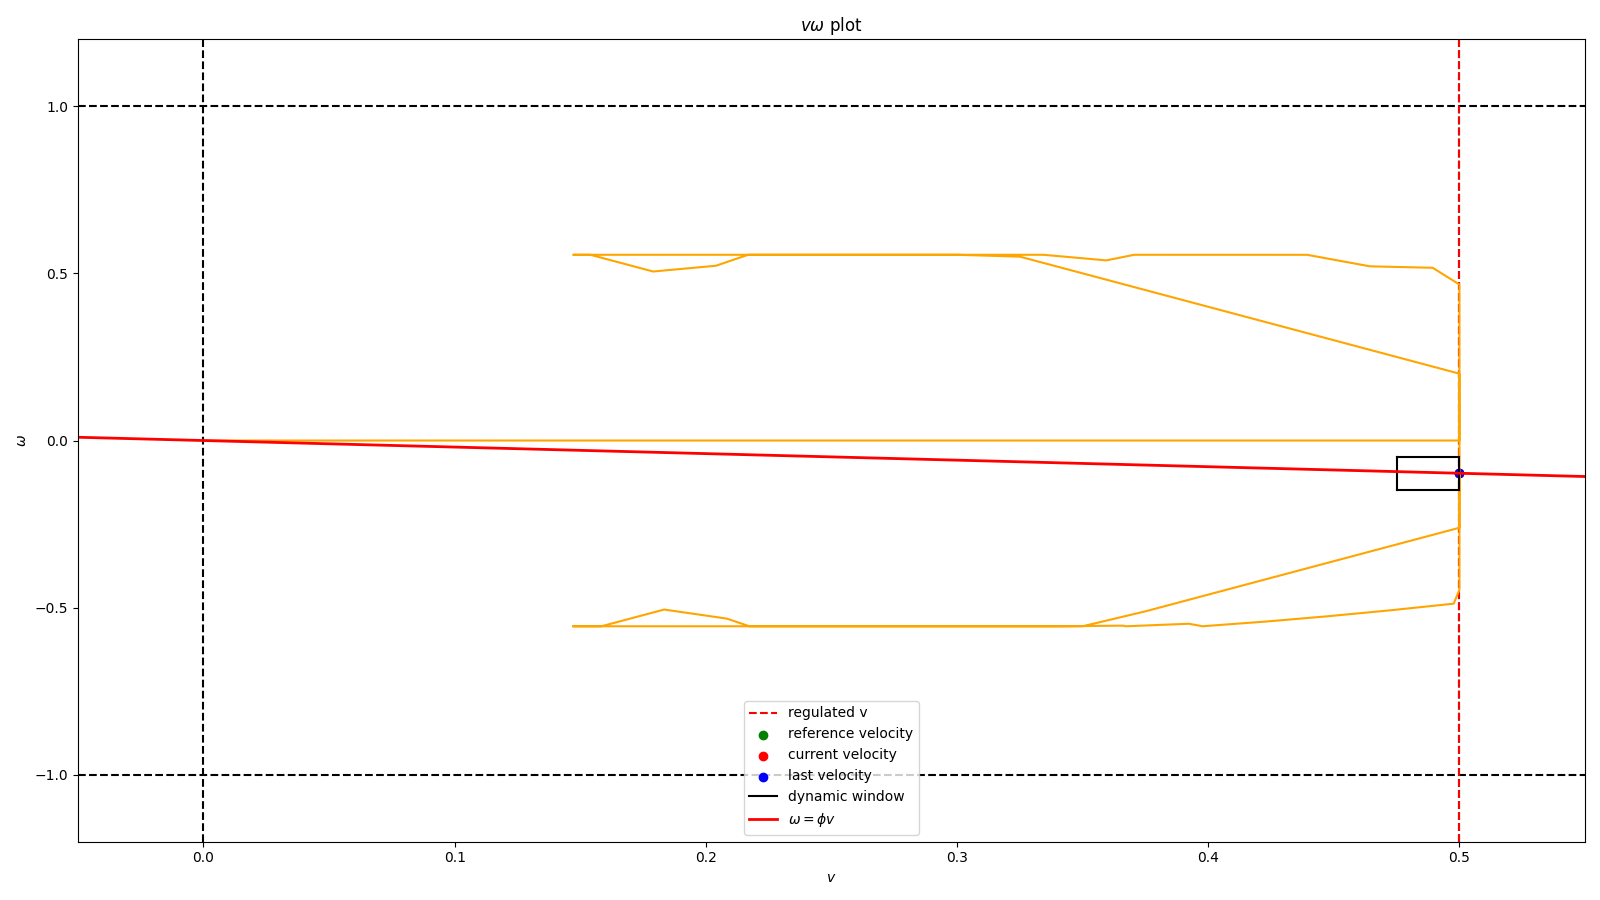 vω plot
1.0
0.5
0.0
−0.5
−1.0
ω
0.0 0.1 0.2 0.3 0.4 0.5
v
regulated v
reference velocity
current velocity
last velocity
dynamic window
ω = ϕv